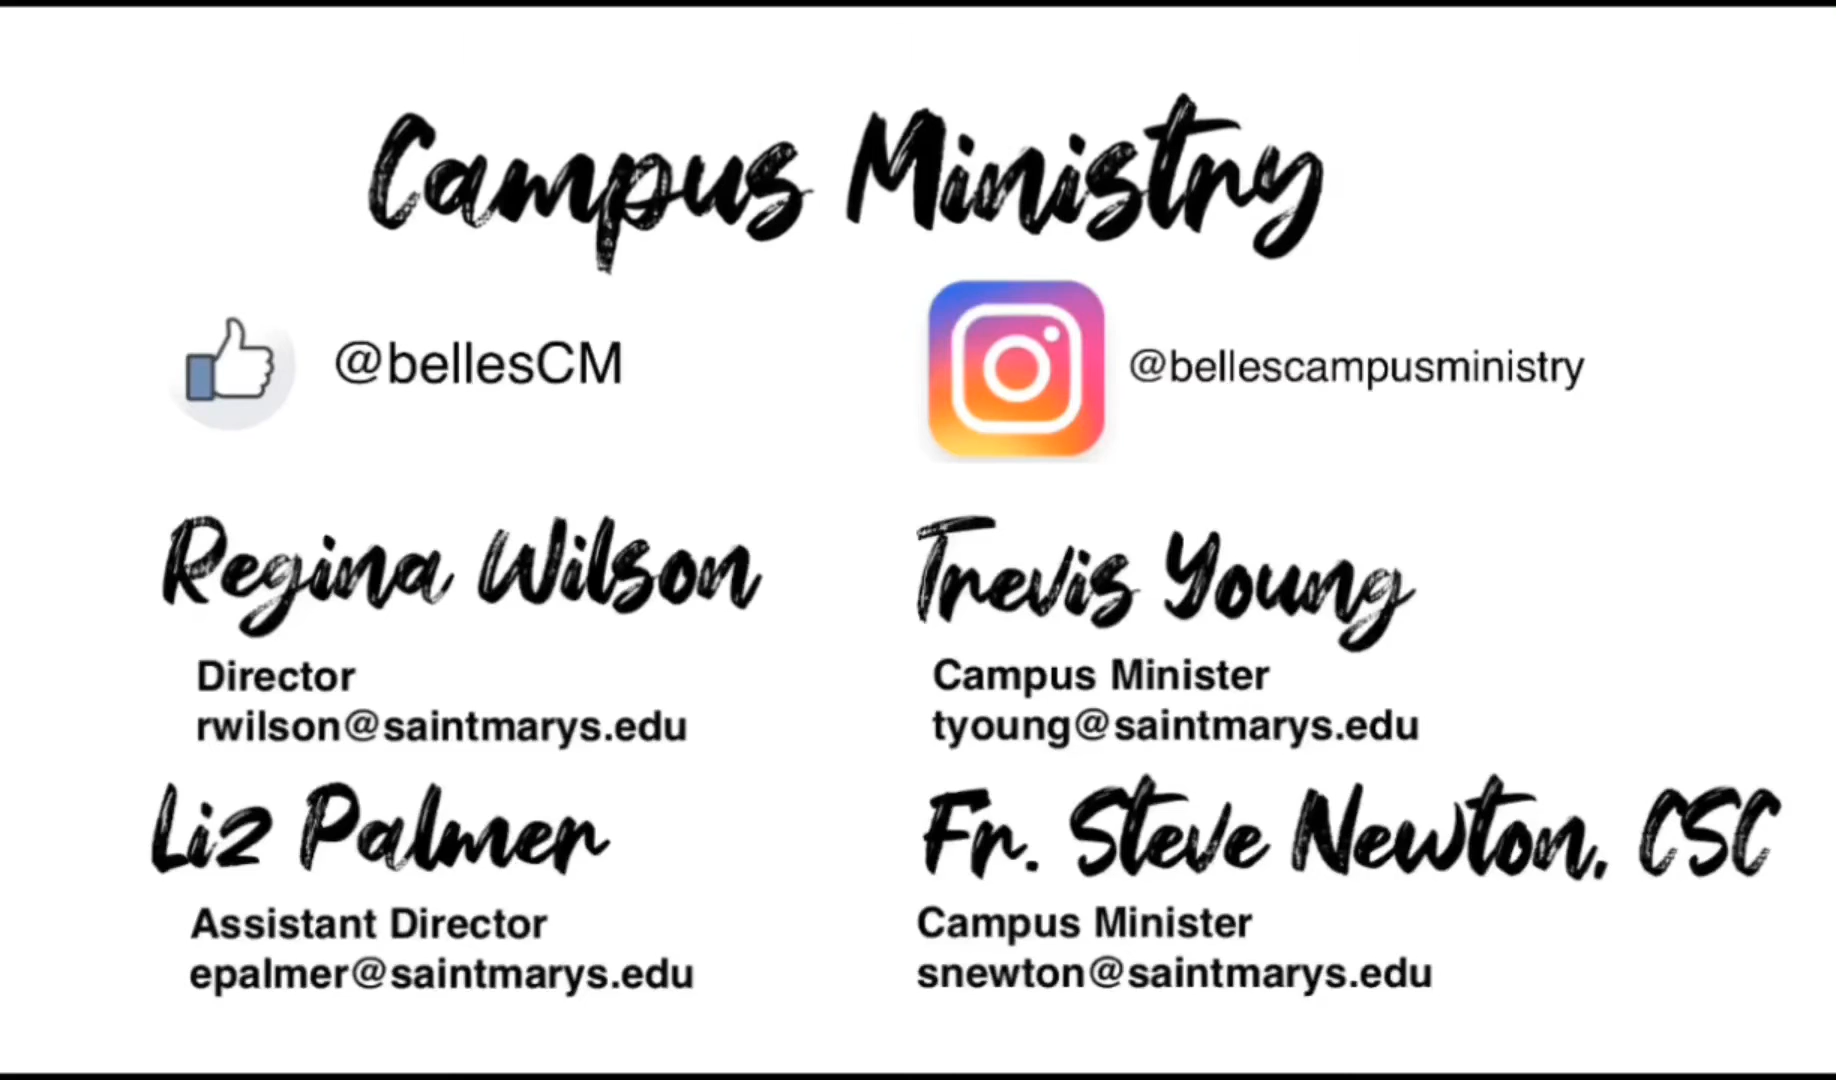 Campus Ministry
@bellesCM
@bellescampusministry
Regina Wilson
Director
rwilson@saintmarys.edu
Trevis Young
Campus Minister
tyoung@saintmarys.edu
Liz Palmer
Assistant Director
epalmer@saintmarys.edu
Fr. Steve Newton, CSC
Campus Minister
snewton@saintmarys.edu